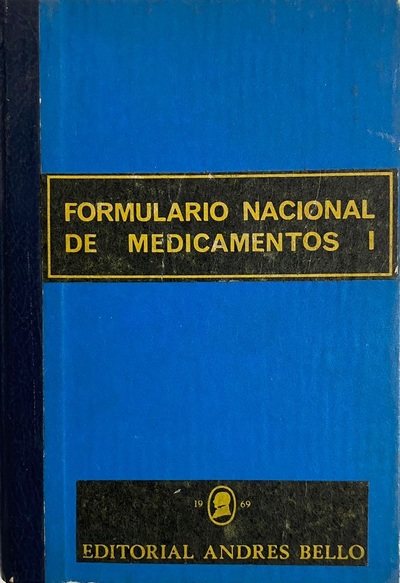 FORMULARIO NACIONAL
DE MEDICAMENTOS I
19 69
EDITORIAL ANDRES BELLO